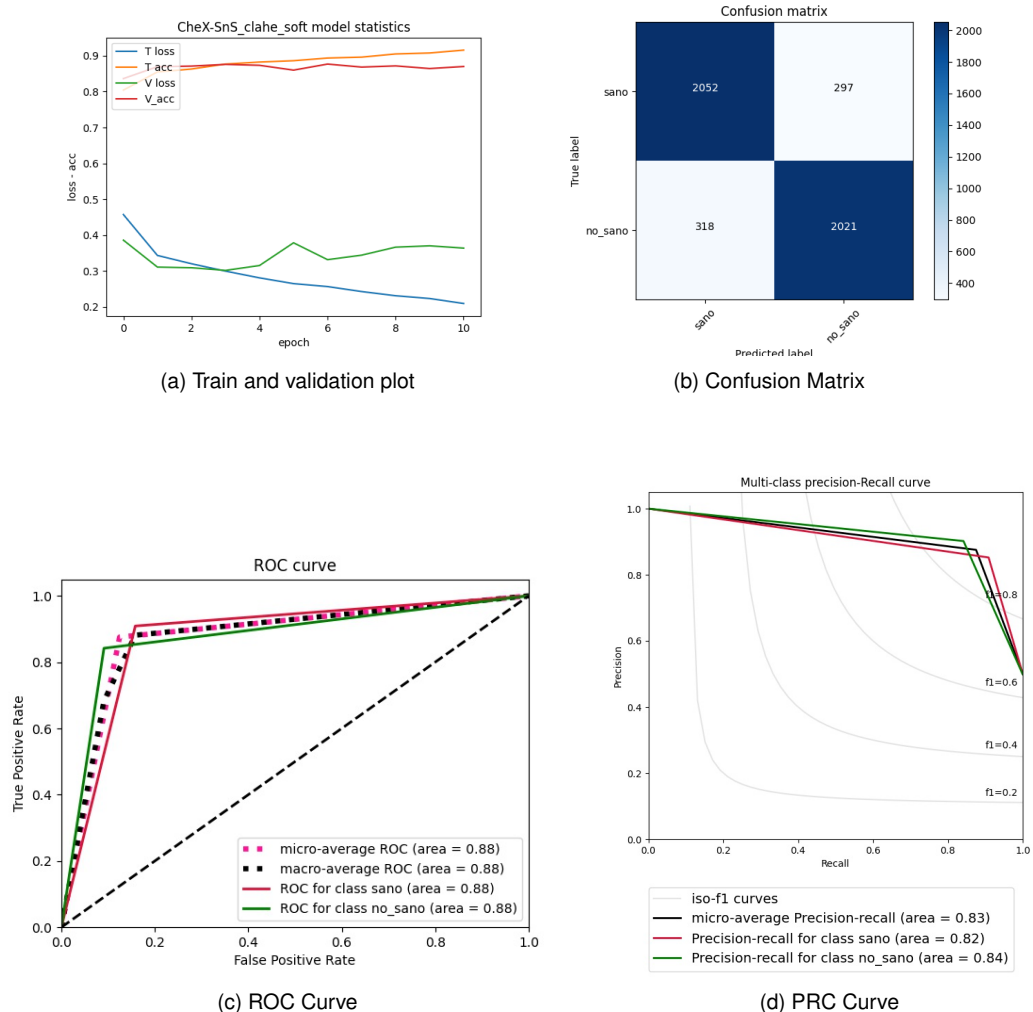 CheX-SnS_clahe_soft model statistics
T loss
T acc
V loss
V_acc
loss - acc
0.9
0.8
0.7
0.6
0.5
0.4
0.3
0.2
0 2 4 6 8 10
epoch
(a) Train and validation plot
Confusion matrix
True label
sano
no_sano
2052 297
318 2021
sano no_sano
Predicted label
2000
1800
1600
1400
1200
1000
800
600
400
(b) Confusion Matrix
ROC curve
True Positive Rate
1.0
0.8
0.6
0.4
0.2
0.0
0.0 0.2 0.4 0.6 0.8 1.0
False Positive Rate
micro-average ROC (area = 0.88)
macro-average ROC (area = 0.88)
ROC for class sano (area = 0.88)
ROC for class no_sano (area = 0.88)
(c) ROC Curve
Multi-class precision-Recall curve
Precision
1.0
0.8
0.6
0.4
0.2
0.0
f1=0.8
f1=0.6
f1=0.4
f1=0.2
0.0 0.2 0.4 0.6 0.8 1.0
Recall
iso-f1 curves
micro-average Precision-recall (area = 0.83)
Precision-recall for class sano (area = 0.82)
Precision-recall for class no_sano (area = 0.84)
(d) PRC Curve